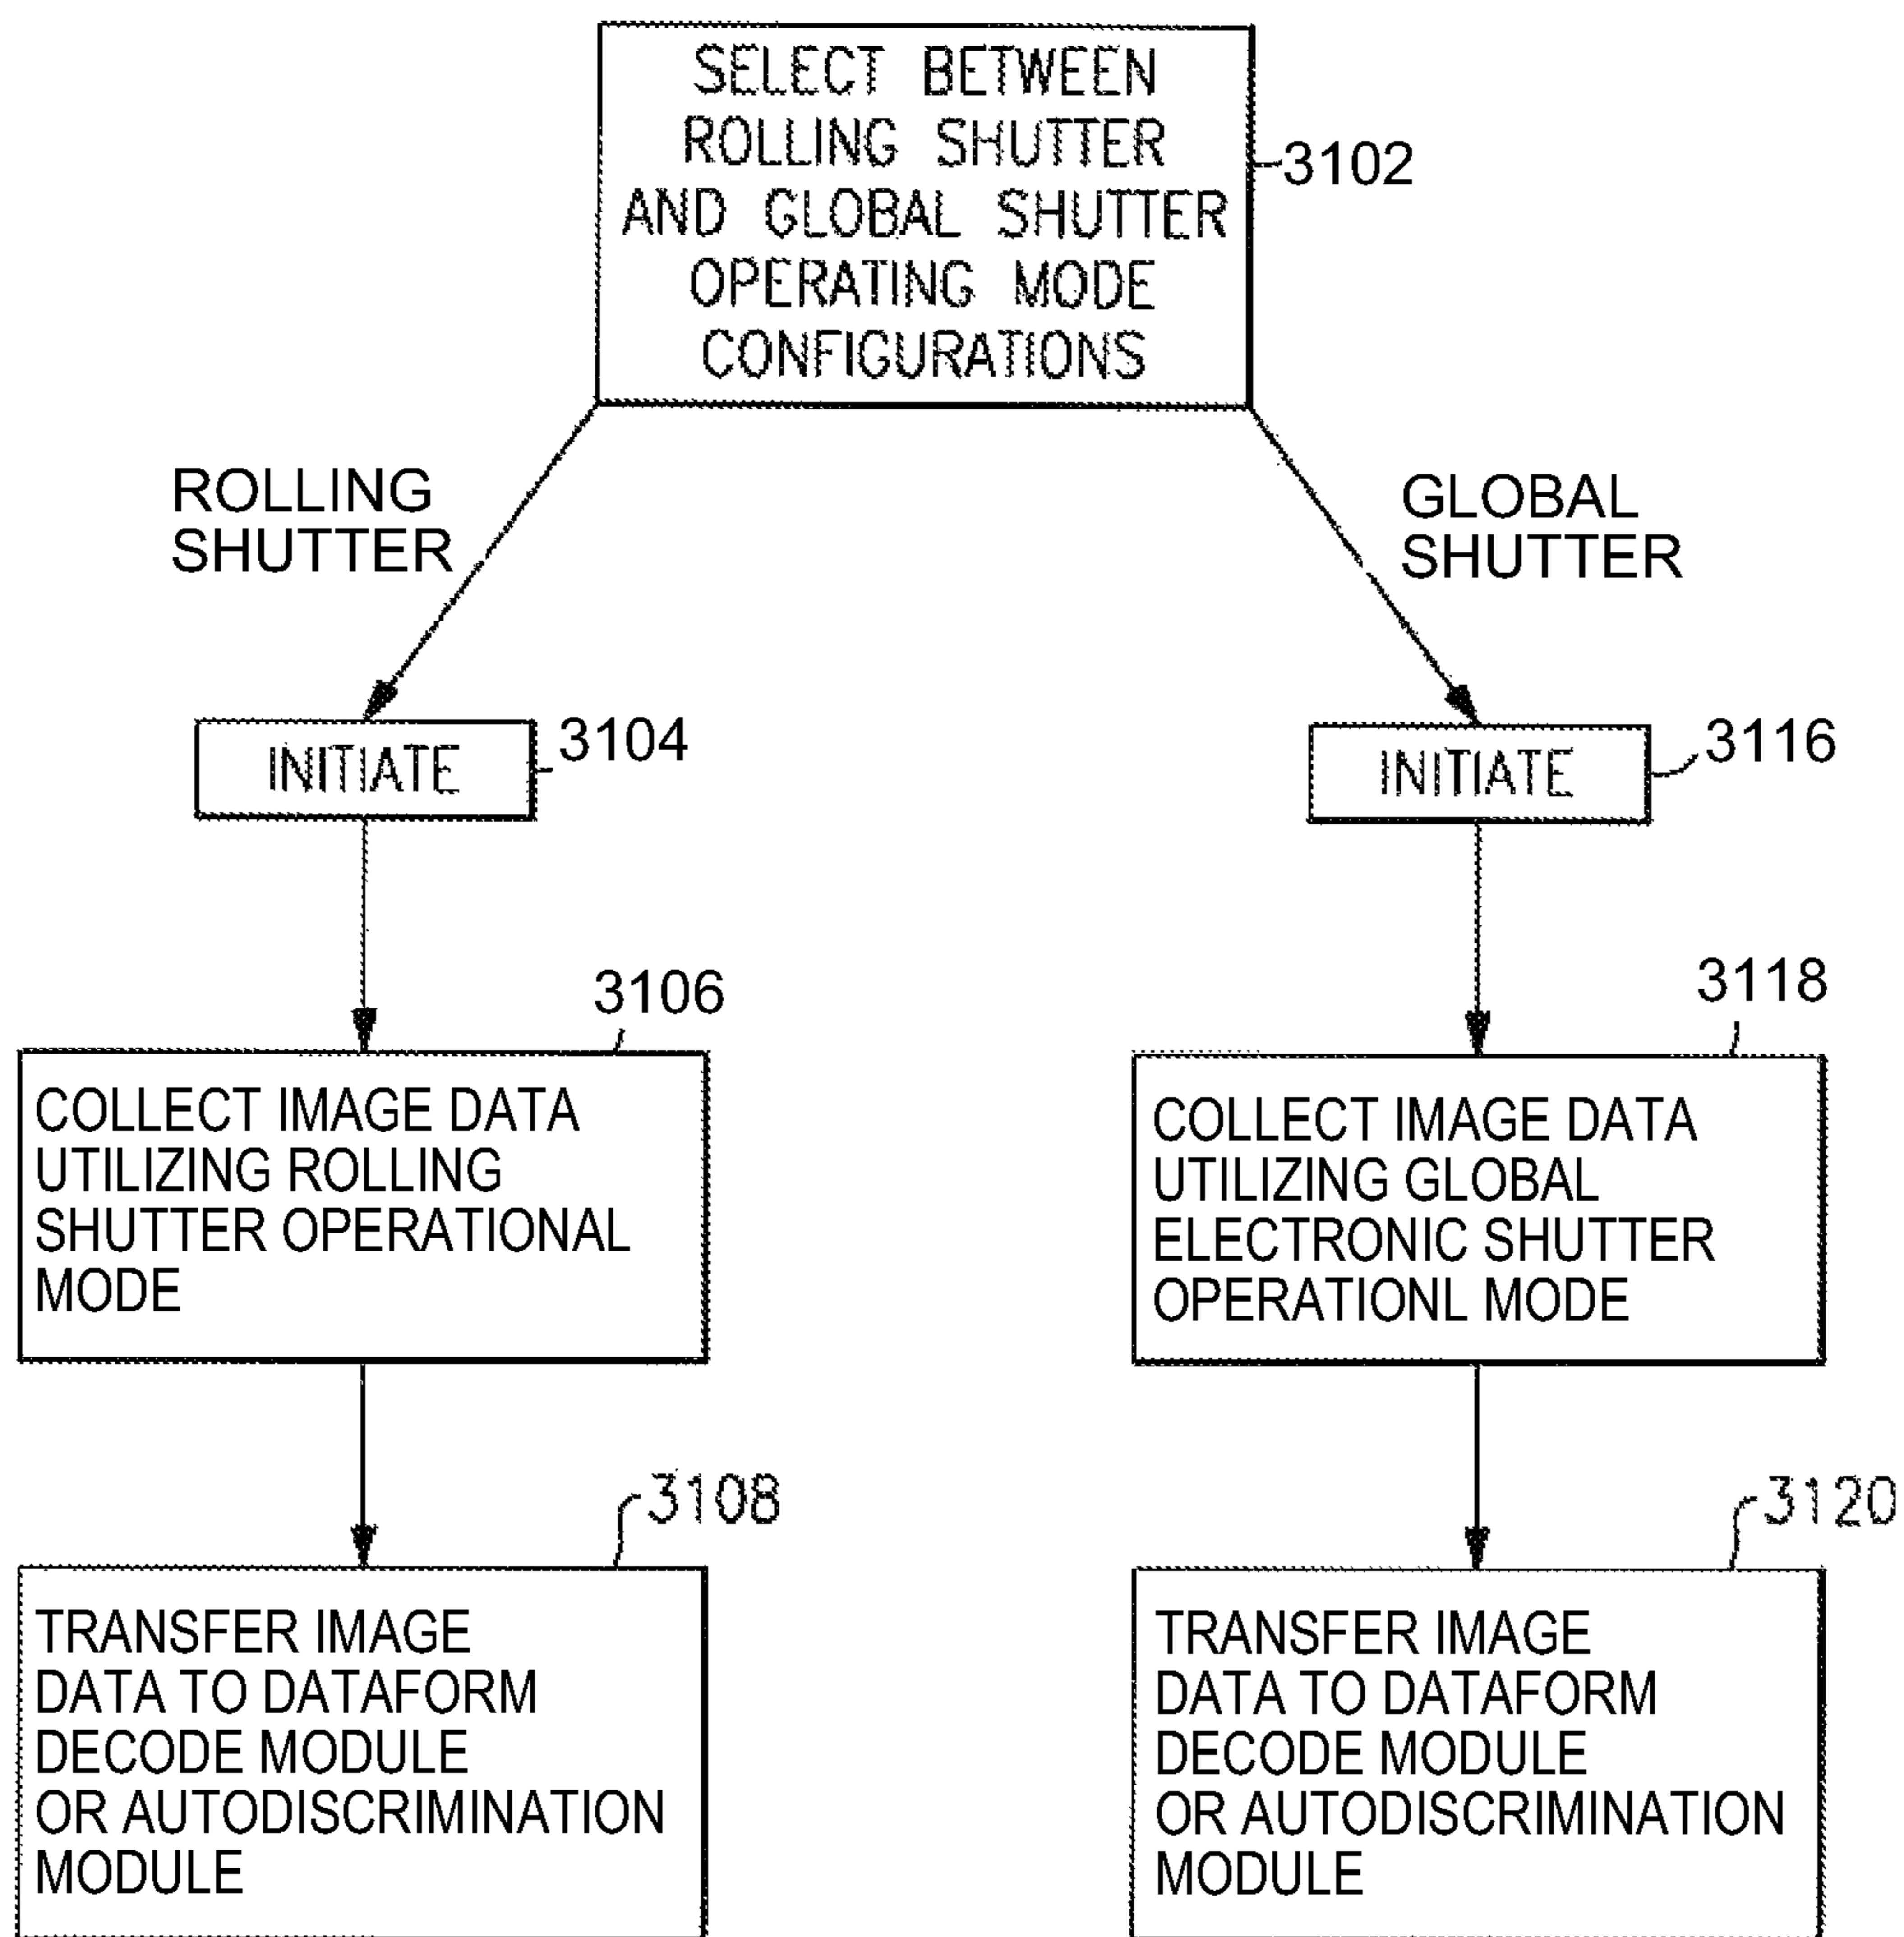 SELECT BETWEEN
ROLLING SHUTTER
AND GLOBAL SHUTTER
OPERATING MODE
CONFIGURATIONS
3102
ROLLING
SHUTTER
GLOBAL
SHUTTER
INITIATE
3104
INITIATE
3116
3106
COLLECT IMAGE DATA
UTILIZING ROLLING
SHUTTER OPERATIONAL
MODE
3118
COLLECT IMAGE DATA
UTILIZING GLOBAL
ELECTRONIC SHUTTER
OPERATIONL MODE
3108
TRANSFER IMAGE
DATA TO DATAFORM
DECODE MODULE
OR AUTODISCRIMINATION
MODULE
3120
TRANSFER IMAGE
DATA TO DATAFORM
DECODE MODULE
OR AUTODISCRIMINATION
MODULE